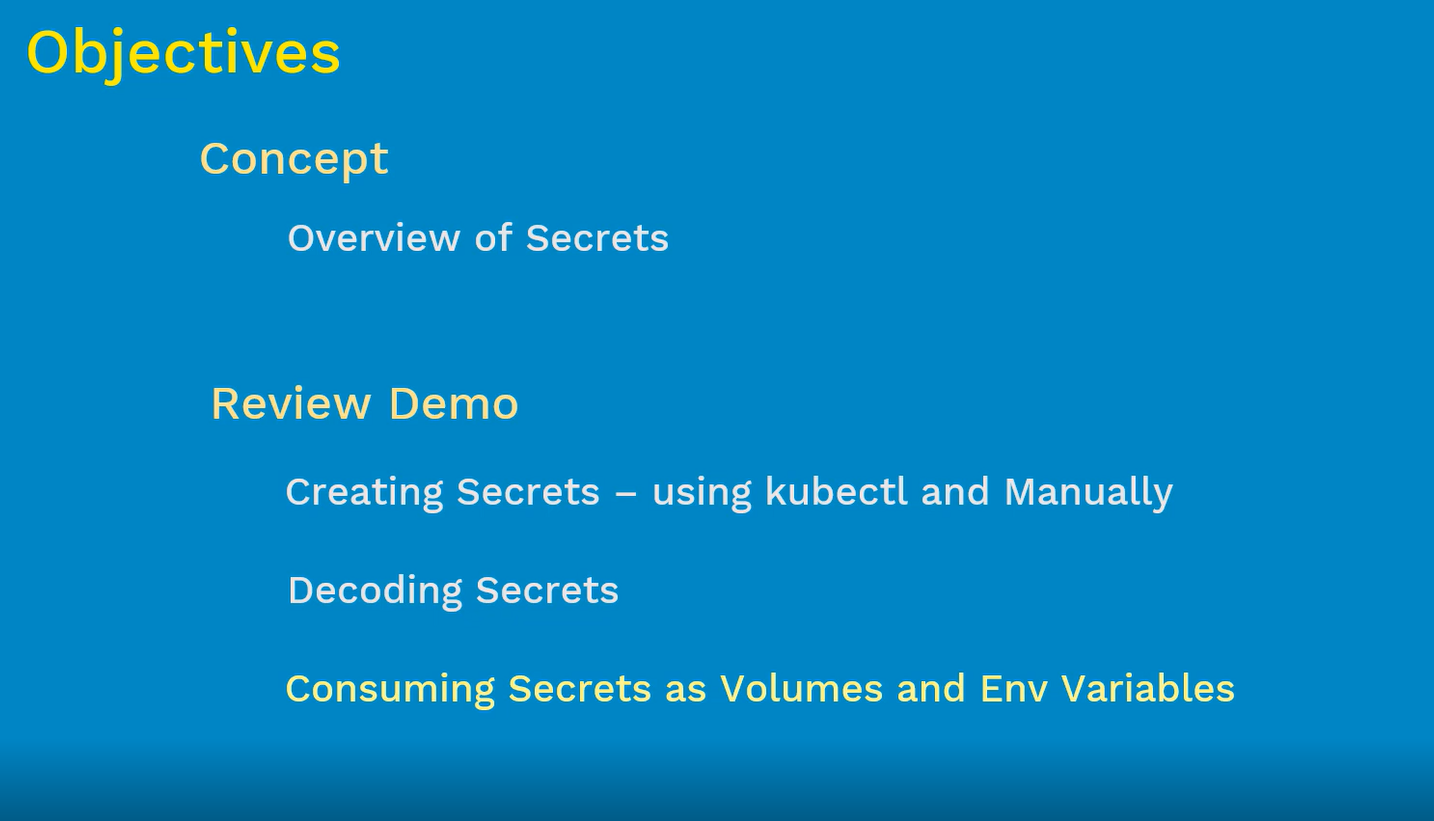 Objectives
Concept
Overview of Secrets
Review Demo
Creating Secrets – using kubectl and Manually
Decoding Secrets
Consuming Secrets as Volumes and Env Variables